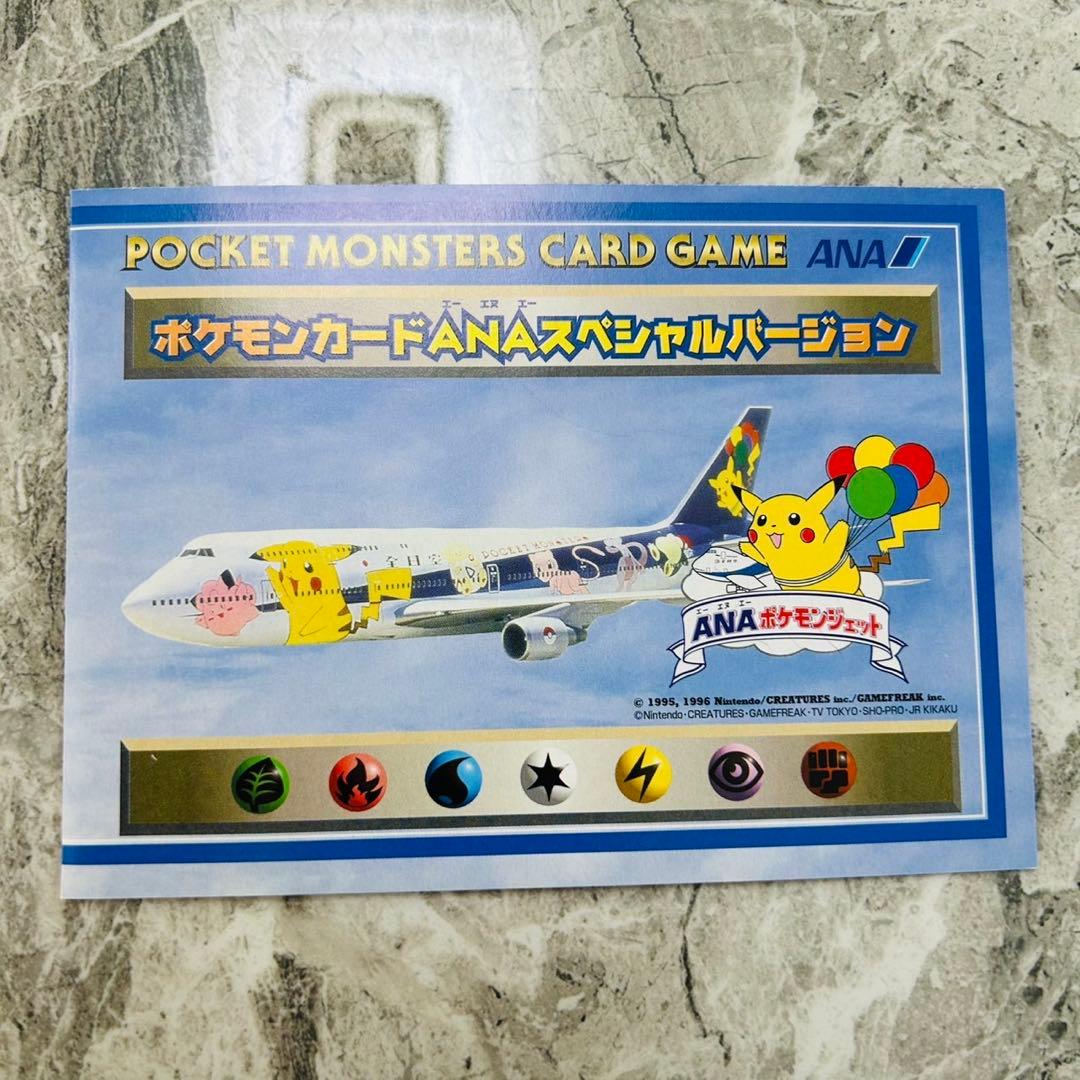 POCKET MONSTERS CARD GAME ANA
エー エヌ エー
ポケモンカードANAスペシャルバージョン
全日空
POCKET MONSTERS
エー エヌ エー
ANAポケモンジェット
© 1995, 1996 Nintendo/CREATURES inc./GAMEFREAK inc.
©Nintendo・CREATURES・GAMEFREAK・TV TOKYO・SHO-PRO・JR KIKAKU